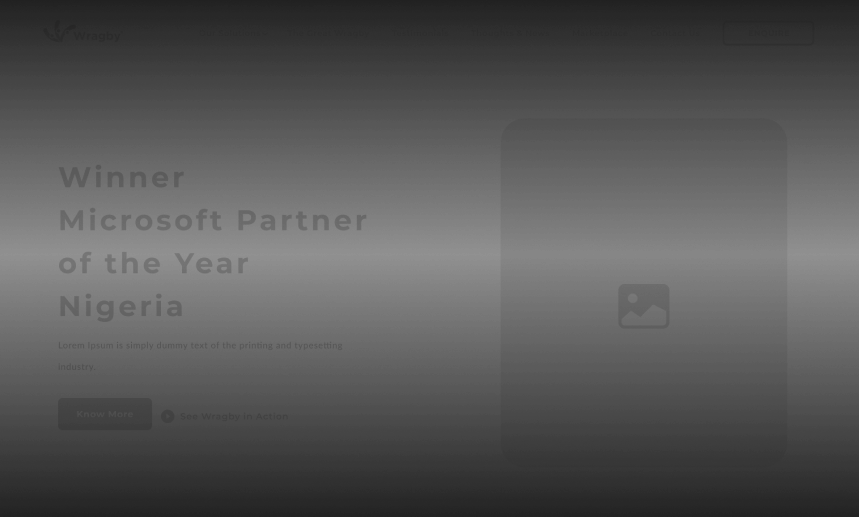 Wragby
Winner
Microsoft Partner
of the Year
Nigeria
Lorem Ipsum is simply dummy text of the printing and typesetting
industry.
Know More
See Wragby in Action